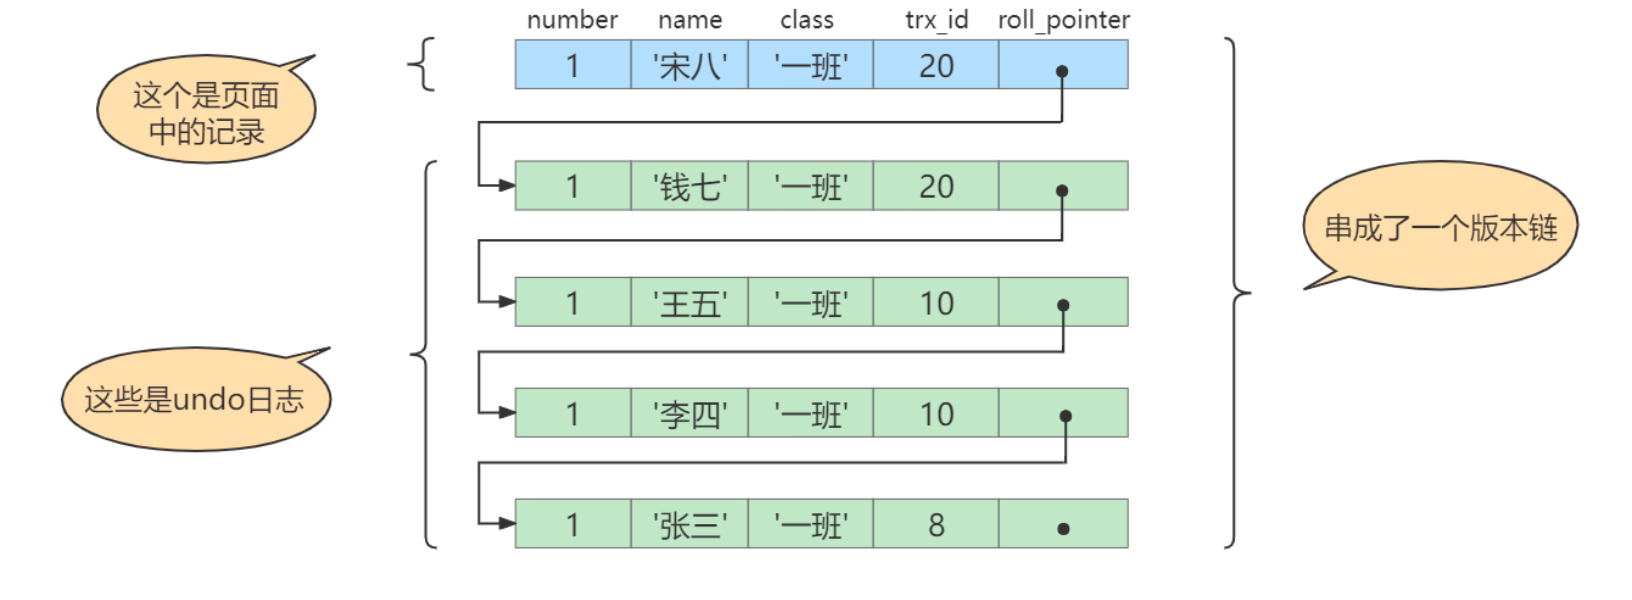 number name class trx_id roll_pointer
1 '宋八' '一班' 20
这个是页面
中的记录
1 '钱七' '一班' 20
串成了一个版本链
1 '王五' '一班' 10
这些是undo日志
1 '李四' '一班' 10
1 '张三' '一班' 8